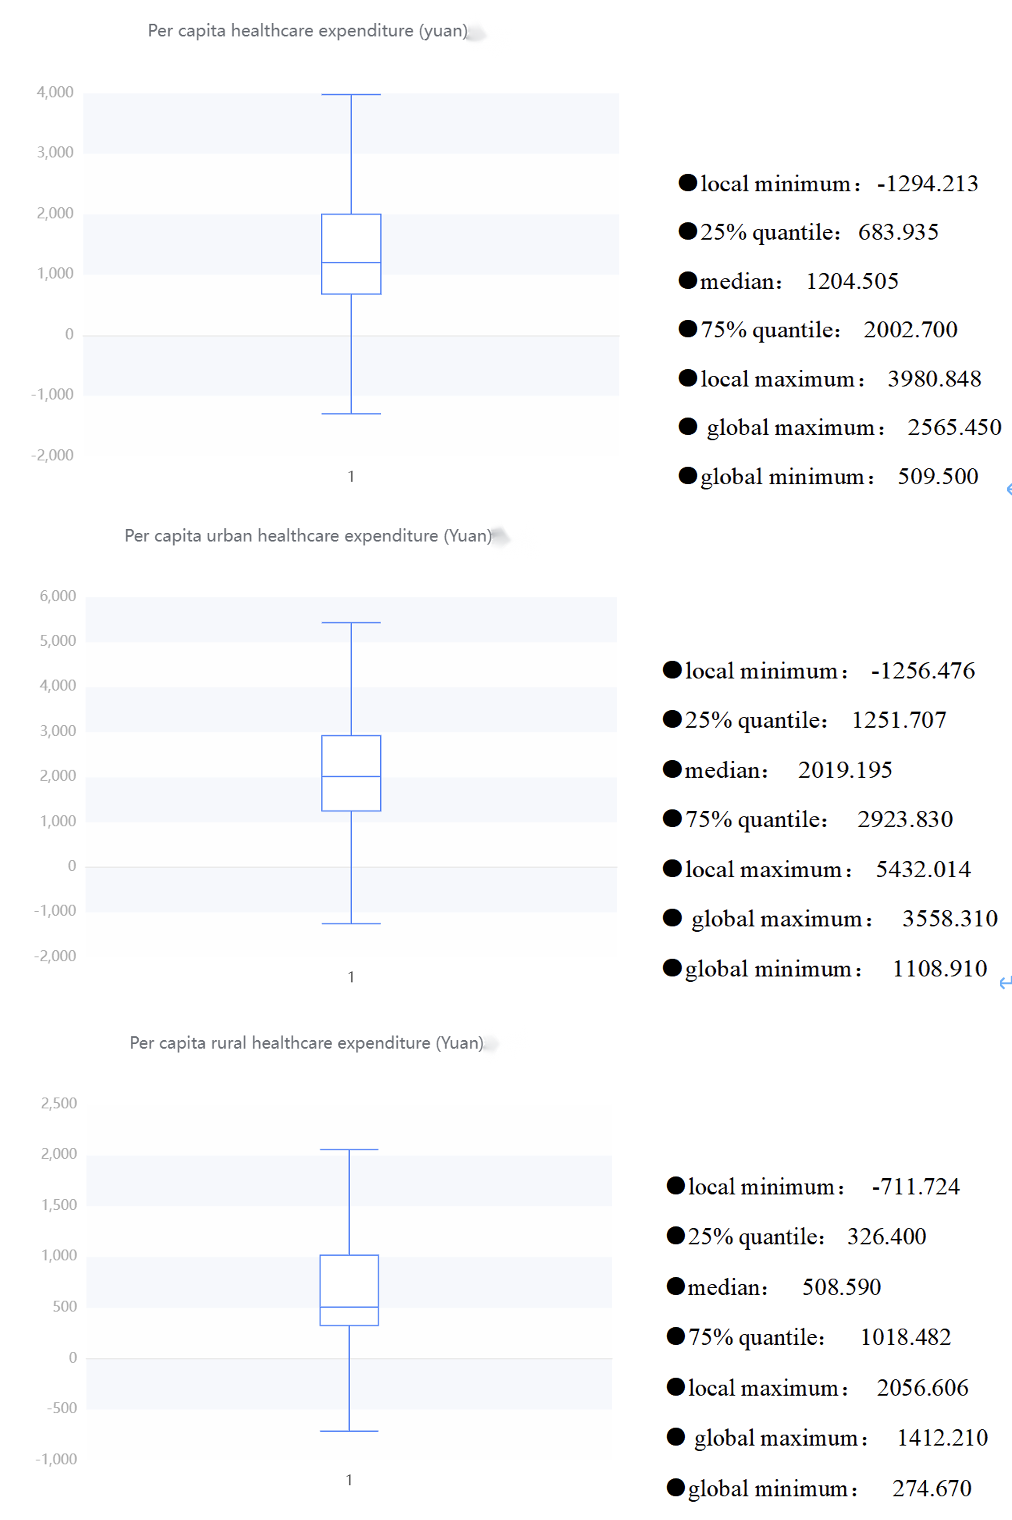 Per capita healthcare expenditure (yuan)
4,000
3,000
2,000
1,000
0
-1,000
-2,000
1
●local minimum：-1294.213
●25% quantile：683.935
●median： 1204.505
●75% quantile： 2002.700
●local maximum： 3980.848
● global maximum： 2565.450
●global minimum： 509.500
Per capita urban healthcare expenditure (Yuan)
6,000
5,000
4,000
3,000
2,000
1,000
0
-1,000
-2,000
1
●local minimum： -1256.476
●25% quantile： 1251.707
●median： 2019.195
●75% quantile： 2923.830
●local maximum： 5432.014
● global maximum： 3558.310
●global minimum： 1108.910
Per capita rural healthcare expenditure (Yuan)
2,500
2,000
1,500
1,000
500
0
-500
-1,000
1
●local minimum： -711.724
●25% quantile： 326.400
●median： 508.590
●75% quantile： 1018.482
●local maximum： 2056.606
● global maximum： 1412.210
●global minimum： 274.670